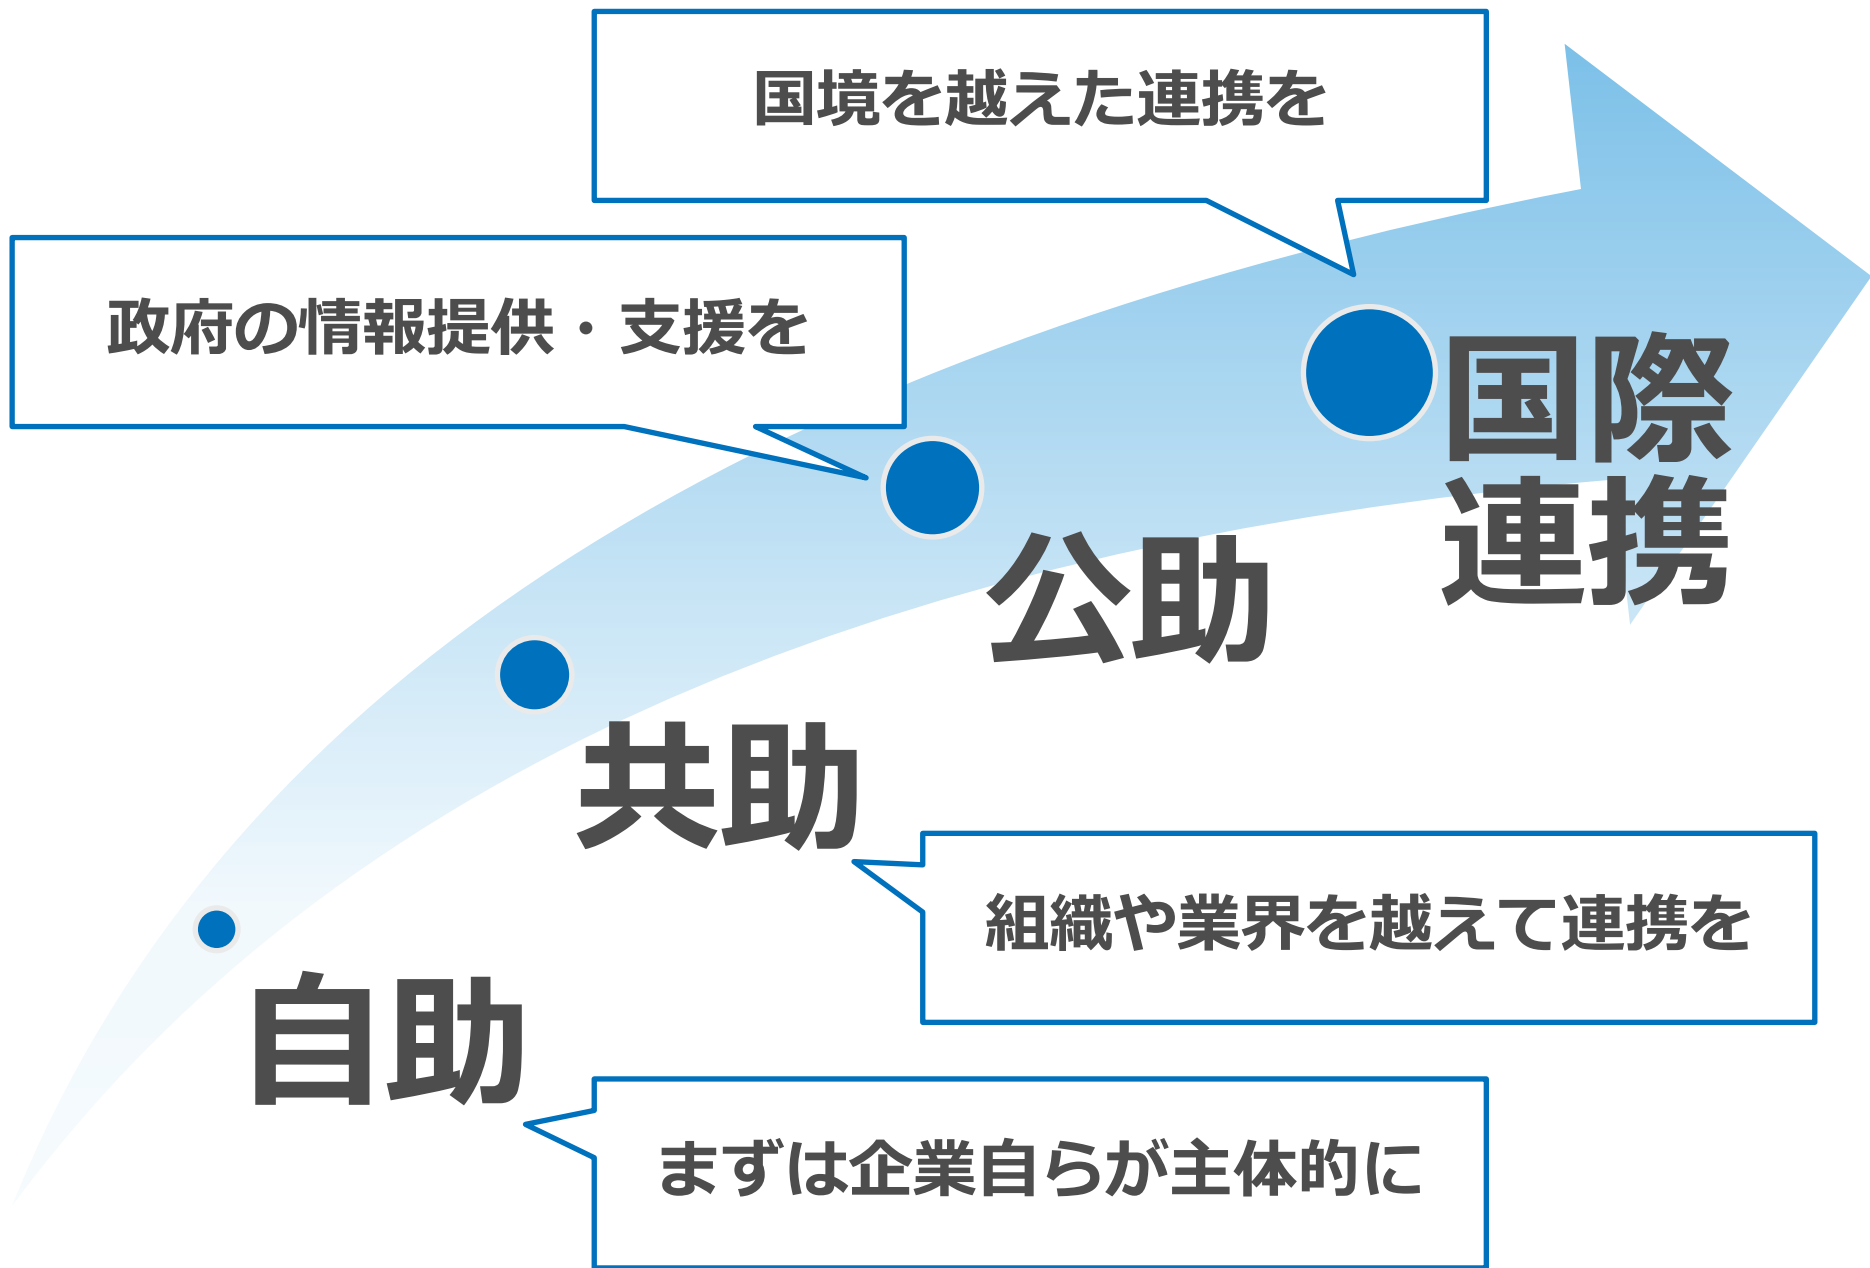 国境を越えた連携を
政府の情報提供・支援を
国際
連携
公助
共助
組織や業界を越えて連携を
自助
まずは企業自らが主体的に